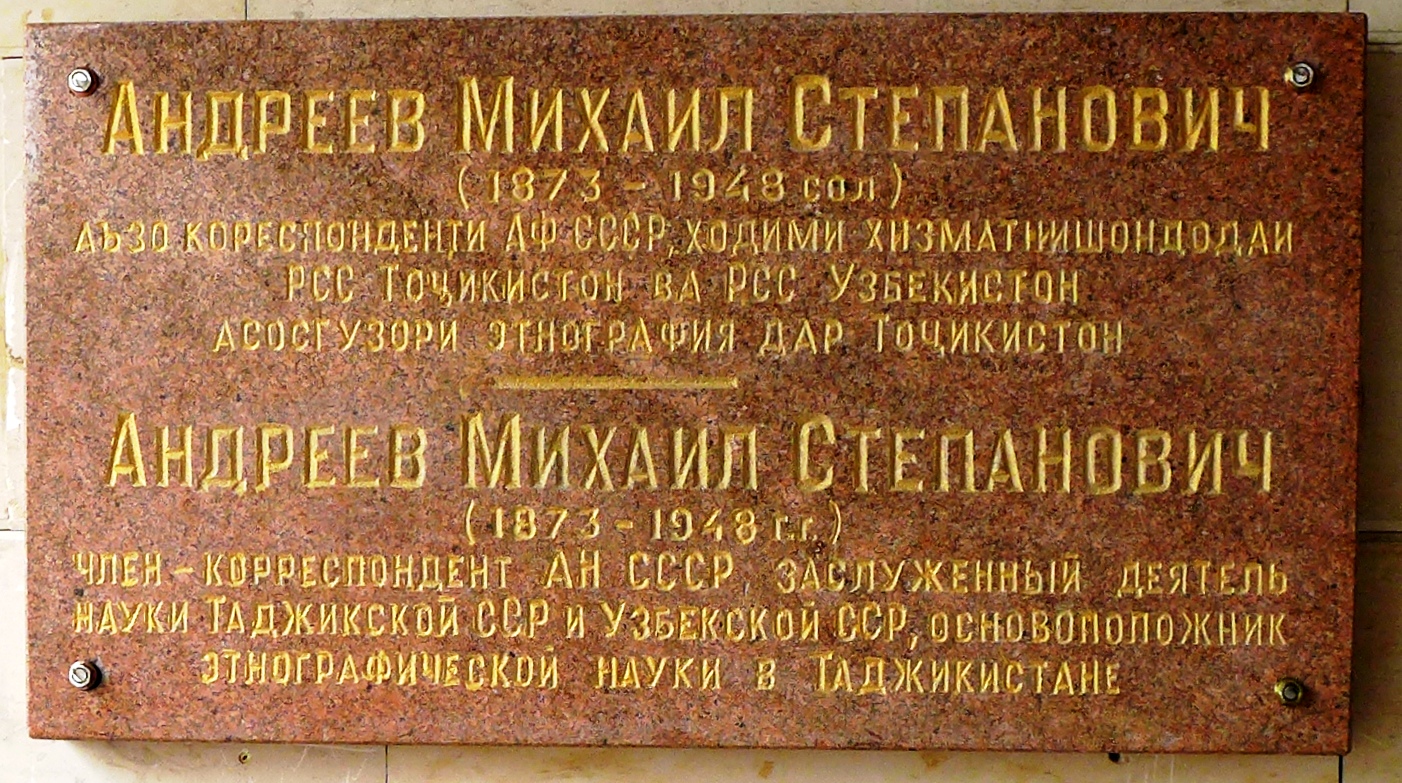 Андреев Михаил Степанович
(1873 - 1948 сол)
аъзо кореспонденти АФ СССР, ходими хизматнишондодаи
РСС Тоҷикистон ва РСС Узбекистон
асосгузори этнография дар Тоҷикистон
Андреев Михаил Степанович
(1873 - 1948 г.г.)
член - корреспондент АН СССР, заслуженный деятель
науки Таджикской ССР и Узбекской ССР, основоположник
этнографической науки в Таджикистане